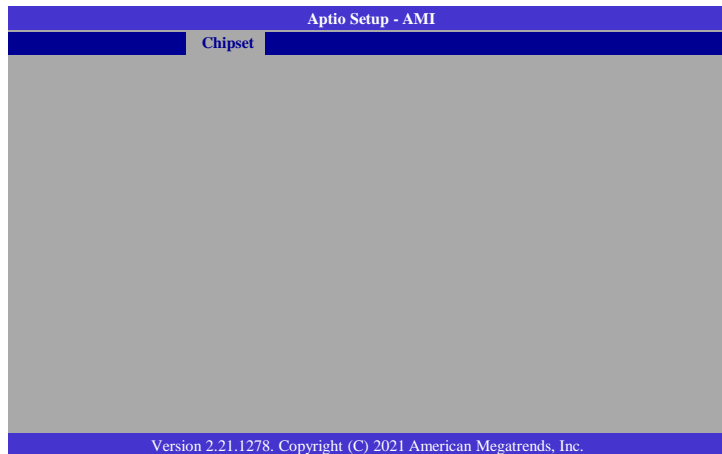 Aptio Setup - AMI
Chipset
Version 2.21.1278. Copyright (C) 2021 American Megatrends, Inc.